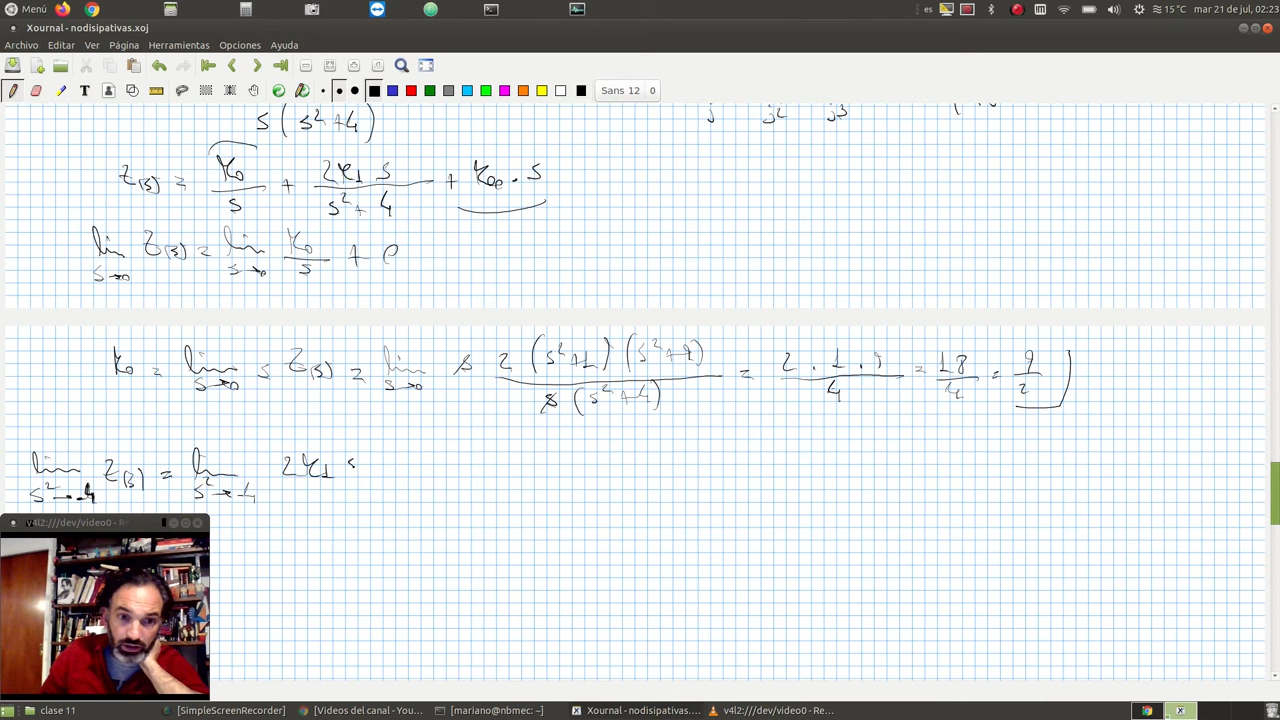 Menú es 15 °C mar 21 de jul, 02:23
Xournal - nodisipativas.xoj
Archivo Editar Ver Página Herramientas Opciones Ayuda
Sans 12 0
s ( s² + 4 ) j j2 j3
Z(s) = K₀ / s + 2K₁ s / s² + 4 + K∞ . s
lim s→0 Z(s) = lim s→0 K₀ / s + 0
K₀ = lim s→0 s Z(s) = lim s→0 s 2 (s²+1) (s²+9) / s (s²+4) = 2 . 1 . 9 / 4 = 18 / 4 = 9 / 2
lim s²→-4 Z(s) = lim s²→-4 2K₁ s
v4l2:///dev/video0 - Re
clase 11 [SimpleScreenRecorder] [Videos del canal - You... [mariano@nbmec: ~] Xournal - nodisipativas.... v4l2:///dev/video0 - Re...